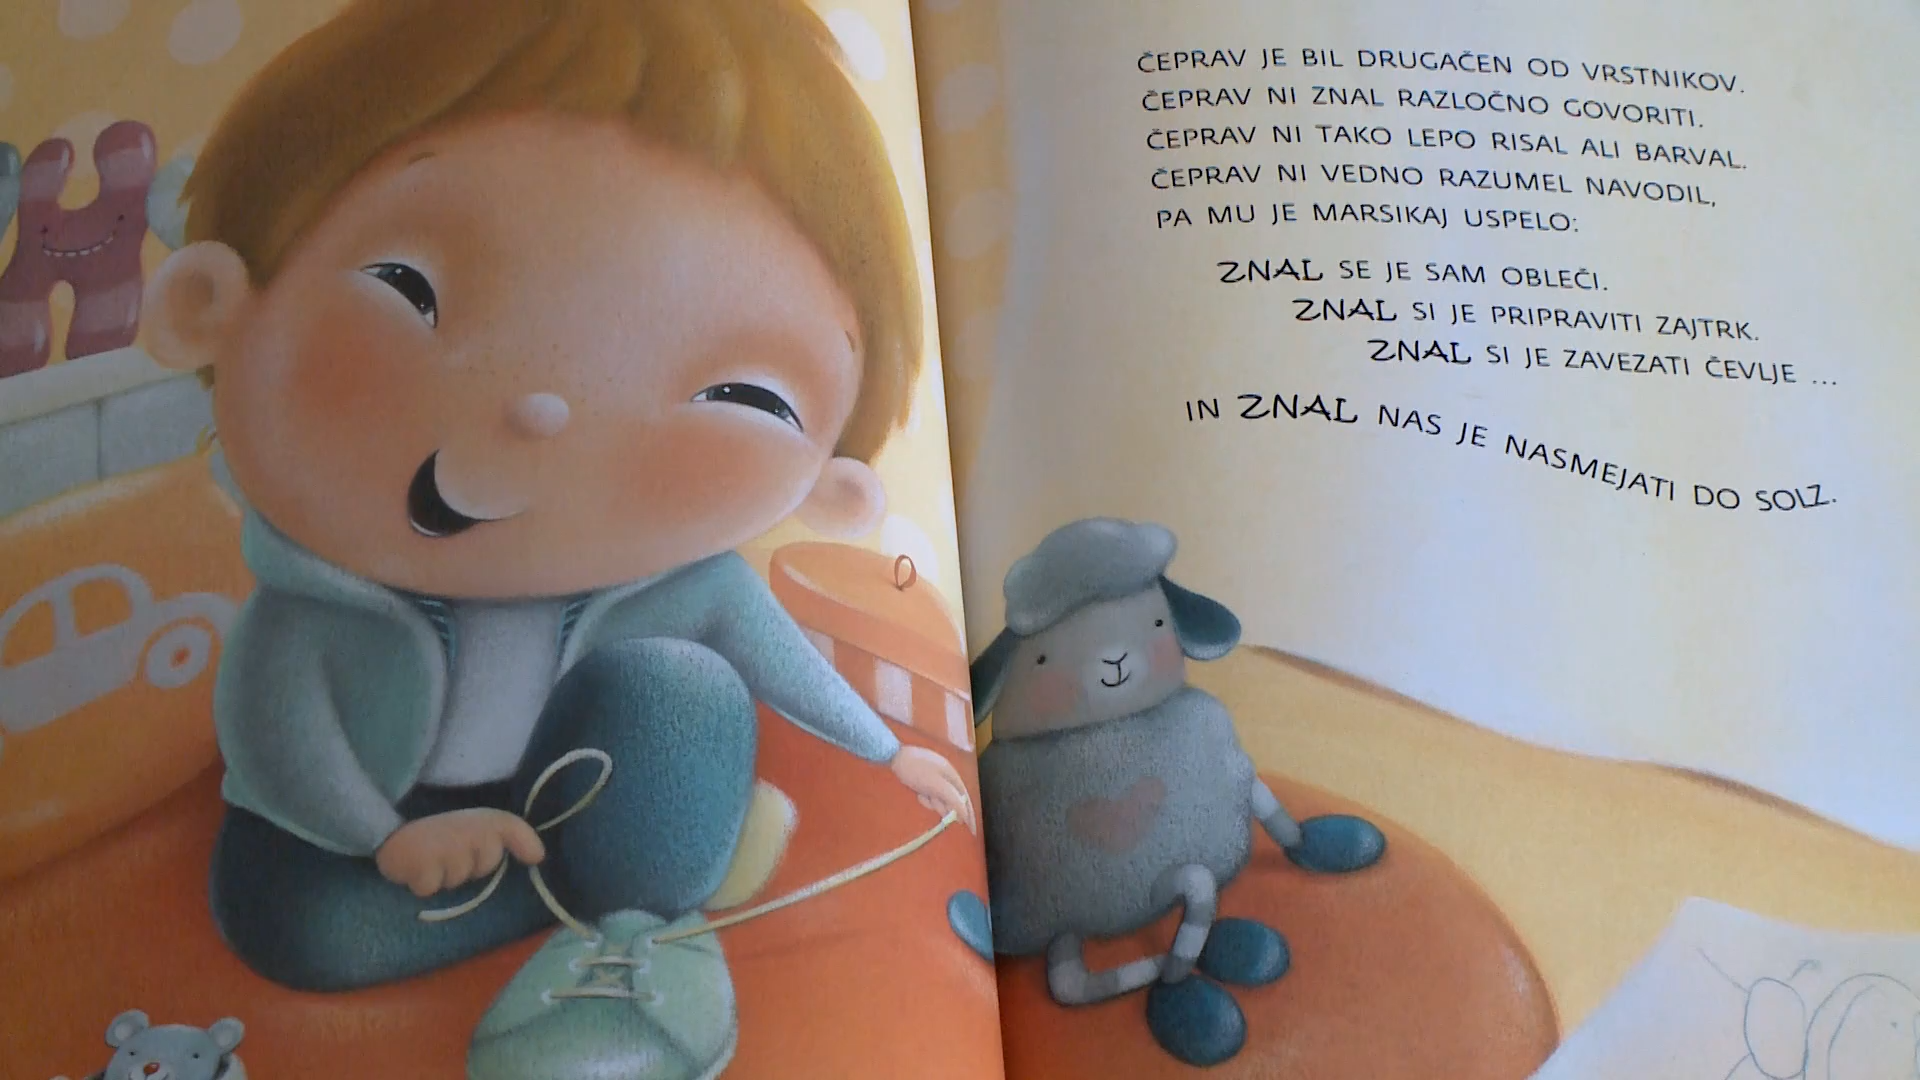 ČEPRAV JE BIL DRUGAČEN OD VRSTNIKOV.
ČEPRAV NI ZNAL RAZLOČNO GOVORITI.
ČEPRAV NI TAKO LEPO RISAL ALI BARVAL.
ČEPRAV NI VEDNO RAZUMEL NAVODIL,
PA MU JE MARSIKAJ USPELO:
ZNAL SE JE SAM OBLEČI.
ZNAL SI JE PRIPRAVITI ZAJTRK.
ZNAL SI JE ZAVEZATI ČEVLJE ...
IN ZNAL NAS JE NASMEJATI DO SOLZ.